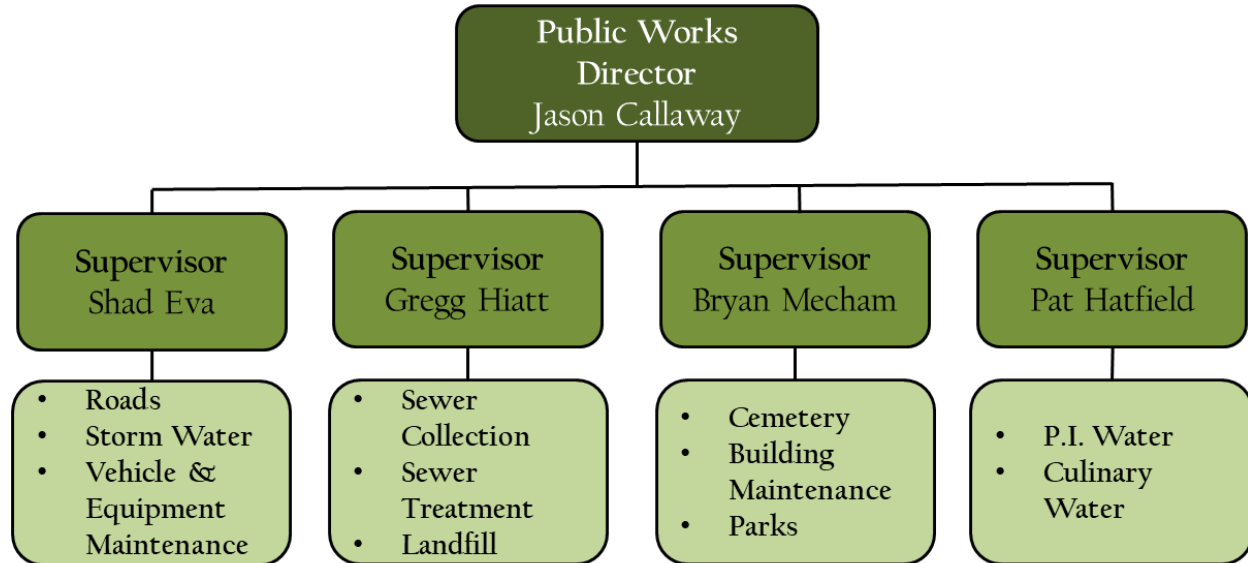 Public Works
Director
Jason Callaway
Supervisor
Shad Eva
Supervisor
Gregg Hiatt
Supervisor
Bryan Mecham
Supervisor
Pat Hatfield
• Roads
• Storm Water
• Vehicle &
Equipment
Maintenance
• Sewer
Collection
• Sewer
Treatment
• Landfill
• Cemetery
• Building
Maintenance
• Parks
• P.I. Water
• Culinary
Water